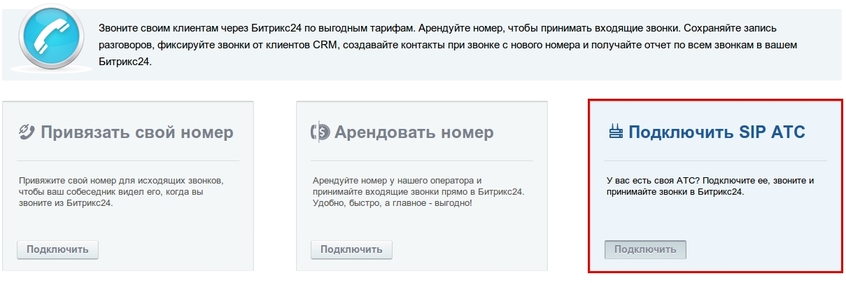 Звоните своим клиентам через Битрикс24 по выгодным тарифам. Арендуйте номер, чтобы принимать входящие звонки. Сохраняйте запись
разговоров, фиксируйте звонки от клиентов CRM, создавайте контакты при звонке с нового номера и получайте отчет по всем звонкам в вашем
Битрикс24.
Привязать свой номер
Привяжите свой номер для исходящих звонков,
чтобы ваш собеседник видел его, когда вы
звоните из Битрикс24.
Подключить
Арендовать номер
Арендуйте номер у нашего оператора и
принимайте входящие звонки прямо в Битрикс24.
Удобно, быстро, а главное - выгодно!
Подключить
Подключить SIP АТС
У вас есть своя АТС? Подключите ее, звоните и
принимайте звонки в Битрикс24.
Подключить